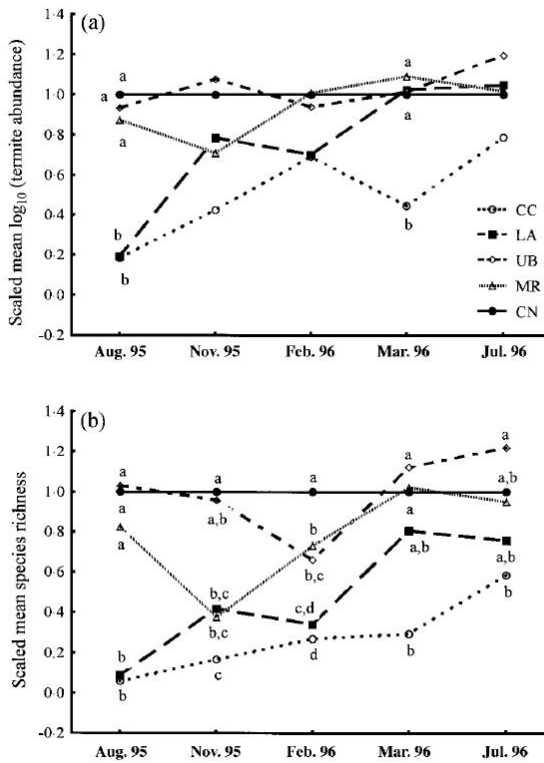 (a)
1·4
a
1·2
a
1·0
a
0·8
a
a
Scaled mean log10 (termite abundance)
0·6
b
b
0·4
CC
0·2
LA
b
UB
0·0
MR
CN
-0·2
Aug. 95 Nov. 95 Feb. 96 Mar. 96 Jul. 96
(b)
1·4
a a
1·2
a a a a,b
1·0
a a,b a
0·8
a b
a,b a,b
b,c
Scaled mean species richness
0·6
b,c c,d b
0·4
b,c
0·2
b b
c d
0·0
b
-0·2
Aug. 95 Nov. 95 Feb. 96 Mar. 96 Jul. 96